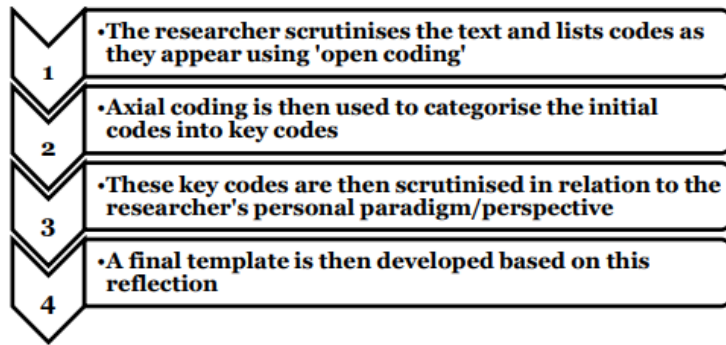 1
•The researcher scrutinises the text and lists codes as
they appear using 'open coding'
2
•Axial coding is then used to categorise the initial
codes into key codes
3
•These key codes are then scrutinised in relation to the
researcher's personal paradigm/perspective
4
•A final template is then developed based on this
reflection